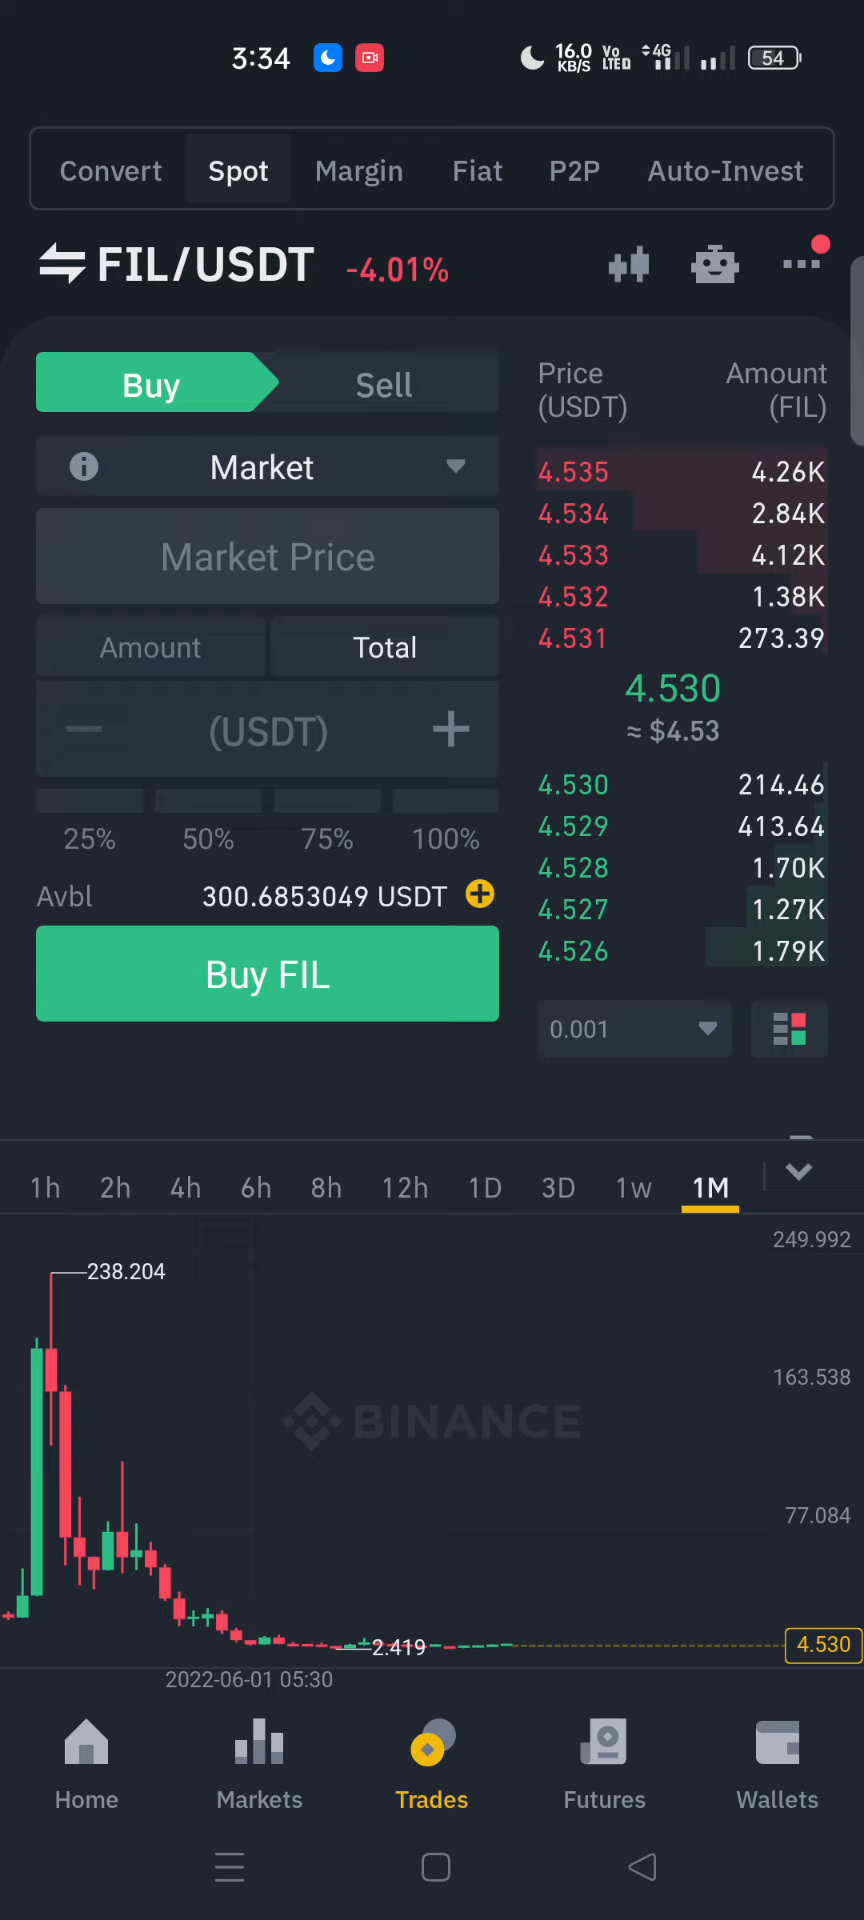 3:34 16.0 KB/S Vo LTED 4G 54
Convert Spot Margin Fiat P2P Auto-Invest
FIL/USDT -4.01%
Buy Sell
Market
Market Price
Amount Total
(USDT)
25% 50% 75% 100%
Avbl 300.6853049 USDT
Buy FIL
Price Amount
(USDT) (FIL)
4.535 4.26K
4.534 2.84K
4.533 4.12K
4.532 1.38K
4.531 273.39
4.530
≈ $4.53
4.530 214.46
4.529 413.64
4.528 1.70K
4.527 1.27K
4.526 1.79K
0.001
1h 2h 4h 6h 8h 12h 1D 3D 1w 1M
249.992
238.204
163.538
BINANCE
77.084
2.419
4.530
2022-06-01 05:30
Home Markets Trades Futures Wallets